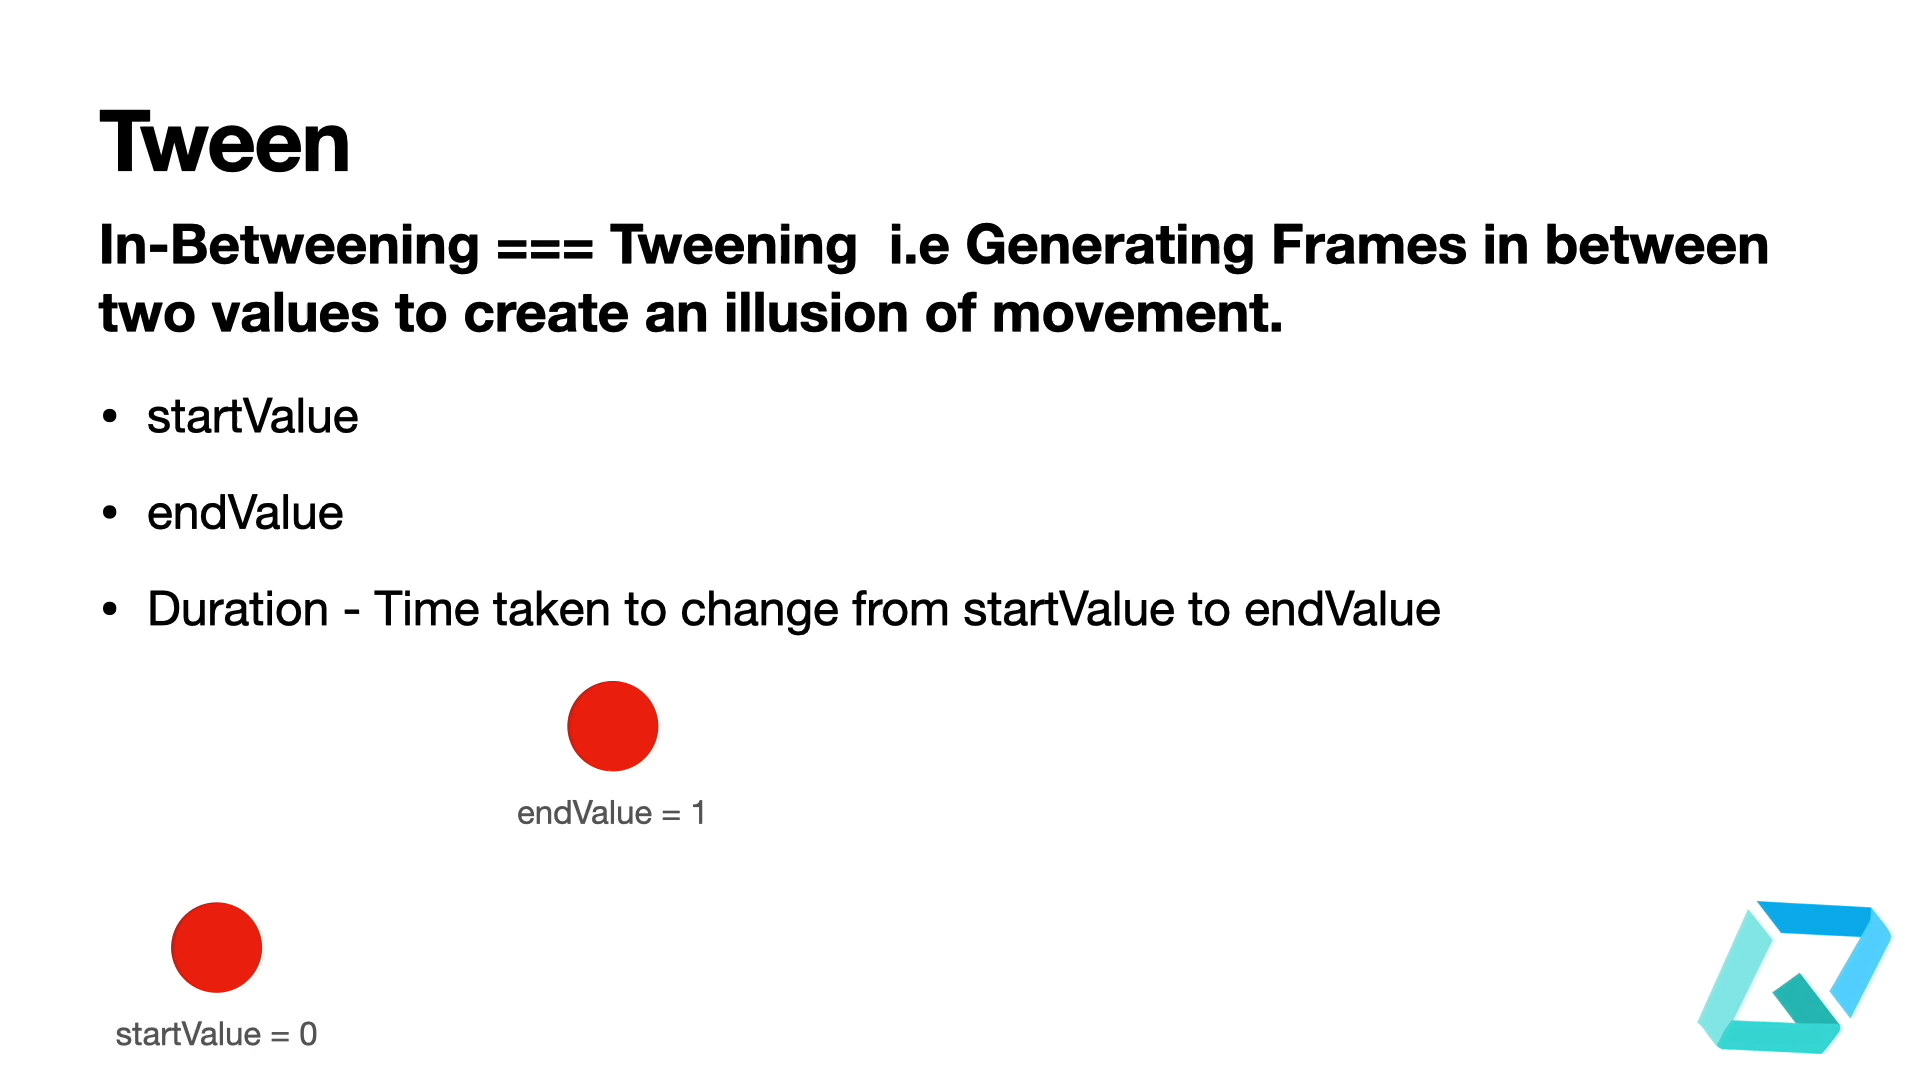 Tween
In-Betweening === Tweening  i.e Generating Frames in between
two values to create an illusion of movement.
• startValue
• endValue
• Duration - Time taken to change from startValue to endValue
endValue = 1
startValue = 0